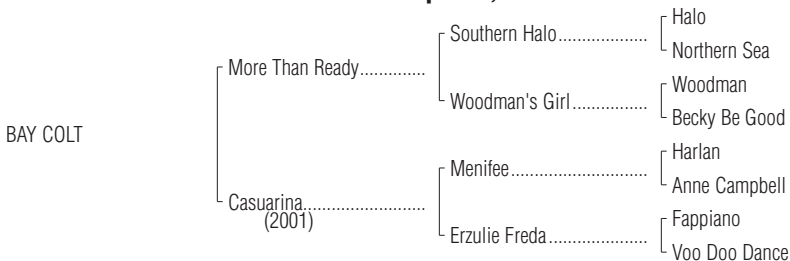 Halo
Southern Halo....................
Northern Sea
More Than Ready..............
Woodman
Woodman's Girl.................
Becky Be Good
BAY COLT
Harlan
Menifee.............................
Anne Campbell
Casuarina..........................
(2001)
Fappiano
Erzulie Freda.....................
Voo Doo Dance